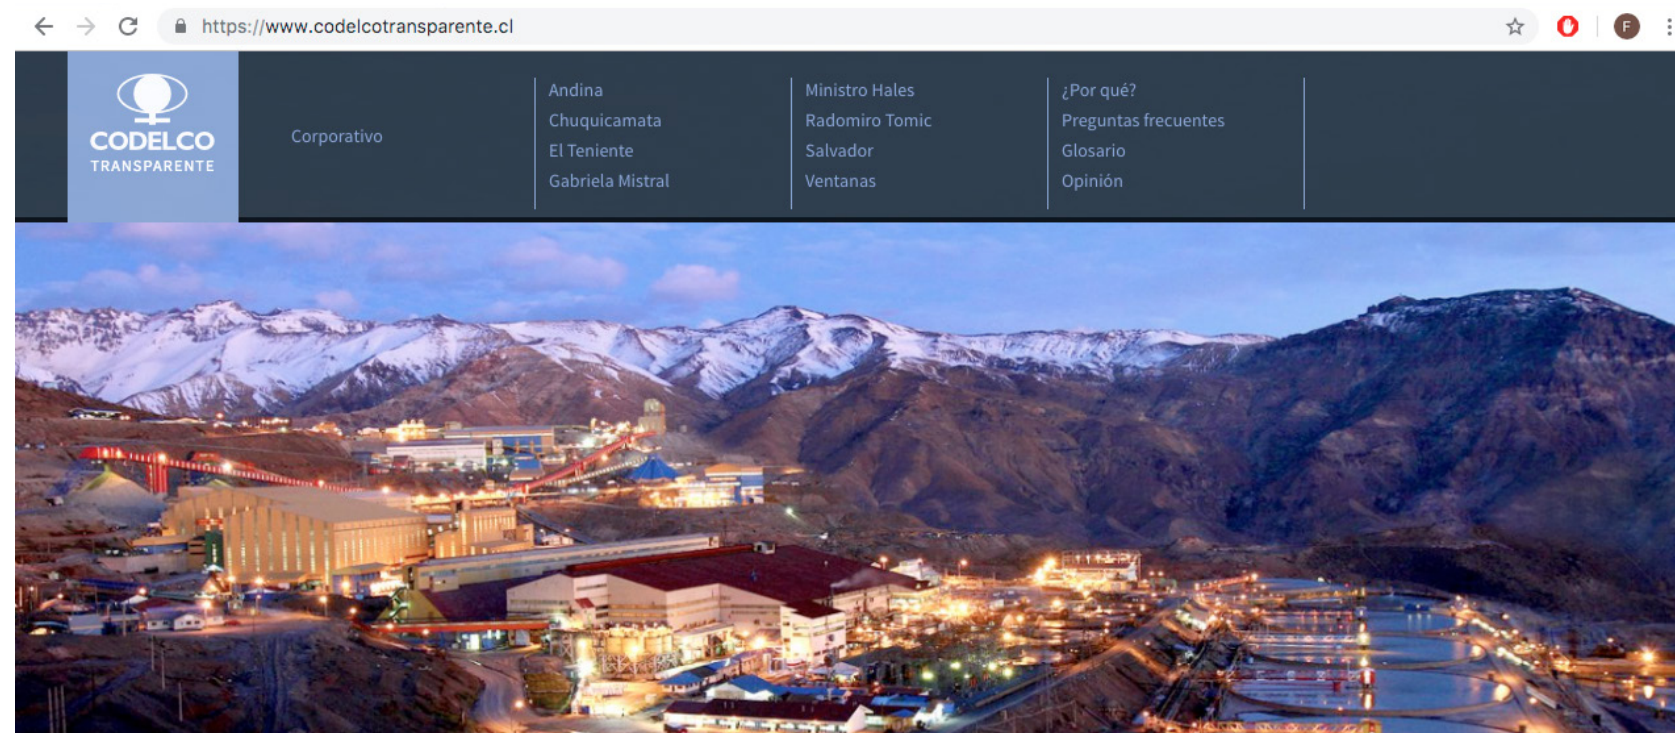 https://www.codelcotransparente.cl
F
CODELCO
TRANSPARENTE
Corporativo
Andina
Chuquicamata
El Teniente
Gabriela Mistral
Ministro Hales
Radomiro Tomic
Salvador
Ventanas
¿Por qué?
Preguntas frecuentes
Glosario
Opinión